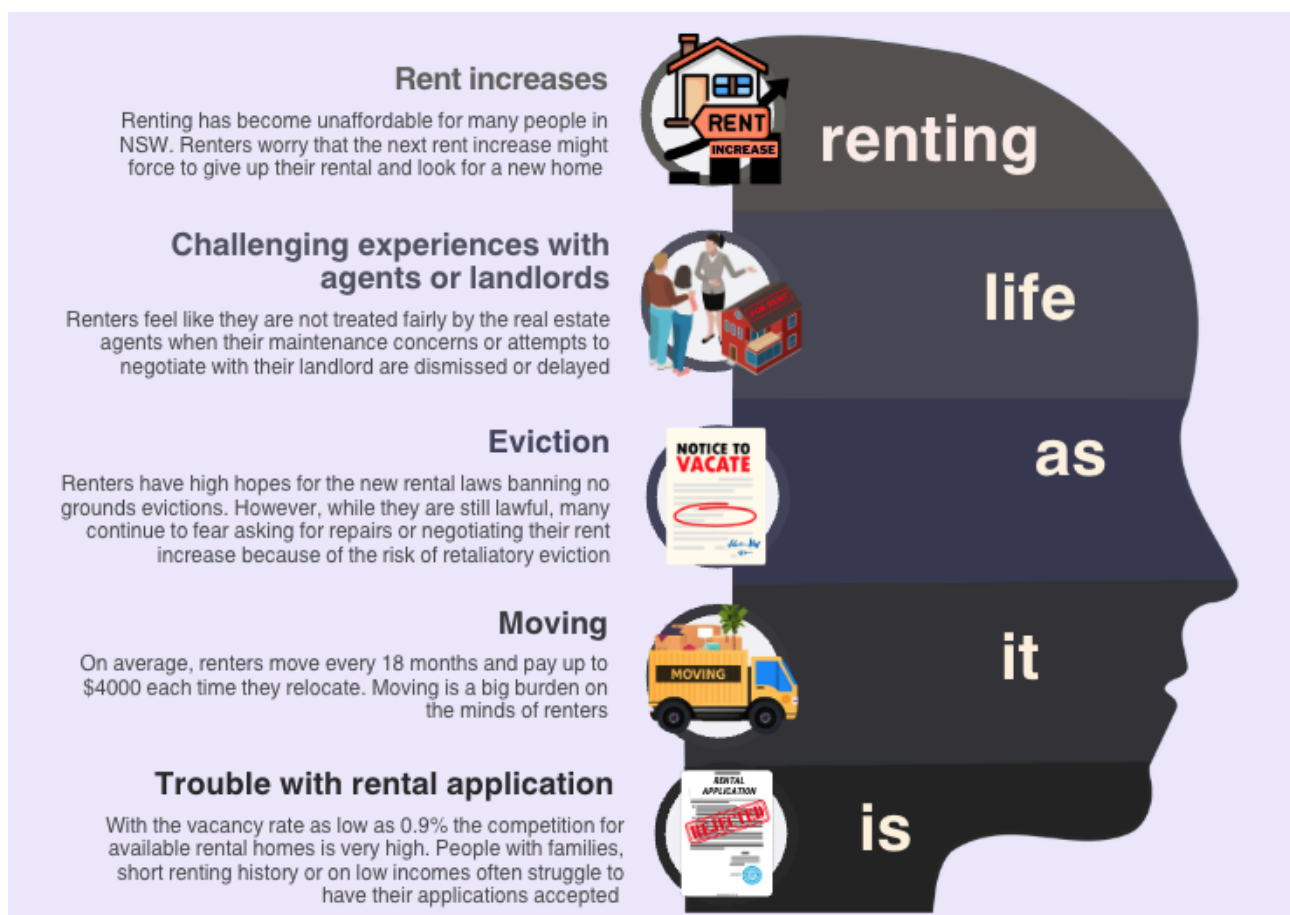 Rent increases
Renting has become unaffordable for many people in
NSW. Renters worry that the next rent increase might
force to give up their rental and look for a new home
RENT
INCREASE
renting
Challenging experiences with
agents or landlords
Renters feel like they are not treated fairly by the real estate
agents when their maintenance concerns or attempts to
negotiate with their landlord are dismissed or delayed
FOR RENT
life
Eviction
Renters have high hopes for the new rental laws banning no
grounds evictions. However, while they are still lawful, many
continue to fear asking for repairs or negotiating their rent
increase because of the risk of retaliatory eviction
NOTICE TO
VACATE
as
Moving
On average, renters move every 18 months and pay up to
$4000 each time they relocate. Moving is a big burden on
the minds of renters
MOVING
it
Trouble with rental application
With the vacancy rate as low as 0.9% the competition for
available rental homes is very high. People with families,
short renting history or on low incomes often struggle to
have their applications accepted
RENTAL
APPLICATION
REJECTED
is